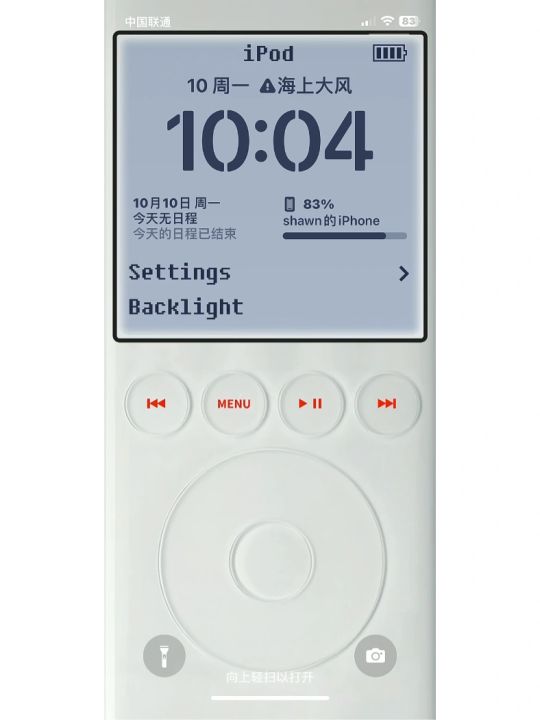 中国联通 83
iPod
10 周一 海上大风
10:04
10月10日 周一
今天无日程
今天的日程已结束
83%
shawn的iPhone
Settings
Backlight
MENU
向上轻扫以打开